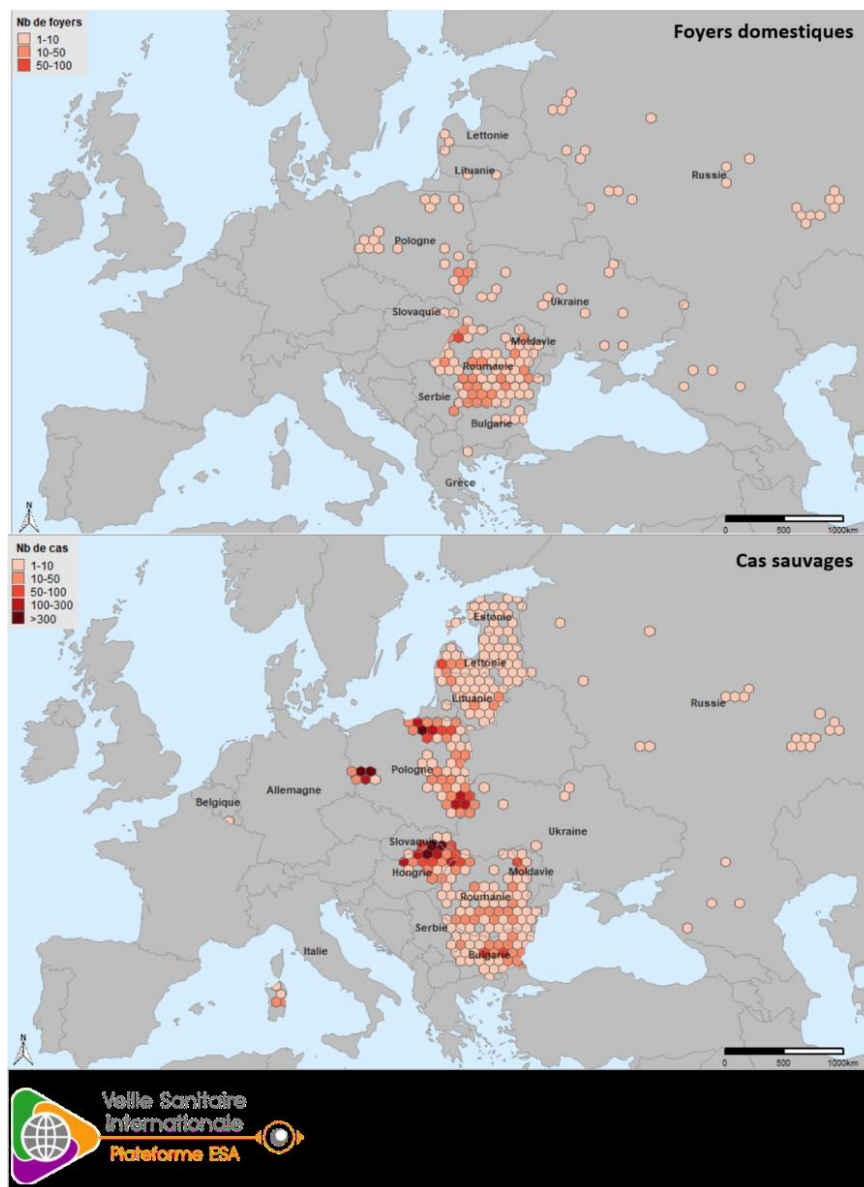 Nb de foyers
1-10
10-50
50-100
Foyers domestiques
Lettonie
Lituanie
Russie
Pologne
Ukraine
Slovaquie
Moldavie
Roumanie
Serbie
Bulgarie
Grèce
N
0 500 1000km
Nb de cas
1-10
10-50
50-100
100-300
>300
Cas sauvages
Estonie
Lettonie
Lituanie
Russie
Pologne
Allemagne
Belgique
Ukraine
Slovaquie
Hongrie
Moldavie
Roumanie
Serbie
Italie
Bulgarie
N
0 500 1000km
Veille Sanitaire
Internationale
Plateforme ESA